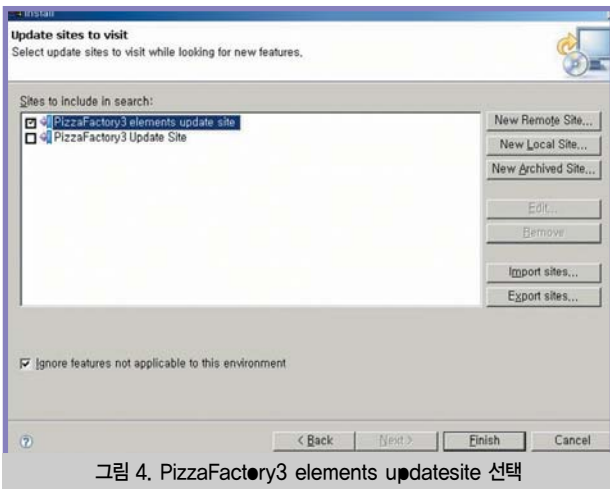 Install
Update sites to visit
Select update sites to visit while looking for new features.
Sites to include in search:
PizzaFactory3 elements update site
PizzaFactory3 Update Site
New Remote Site...
New Local Site...
New Archived Site...
Edit...
Remove
Import sites...
Export sites...
Ignore features not applicable to this environment
< Back
Next >
Finish
Cancel
그림 4. PizzaFactory3 elements updatesite 선택